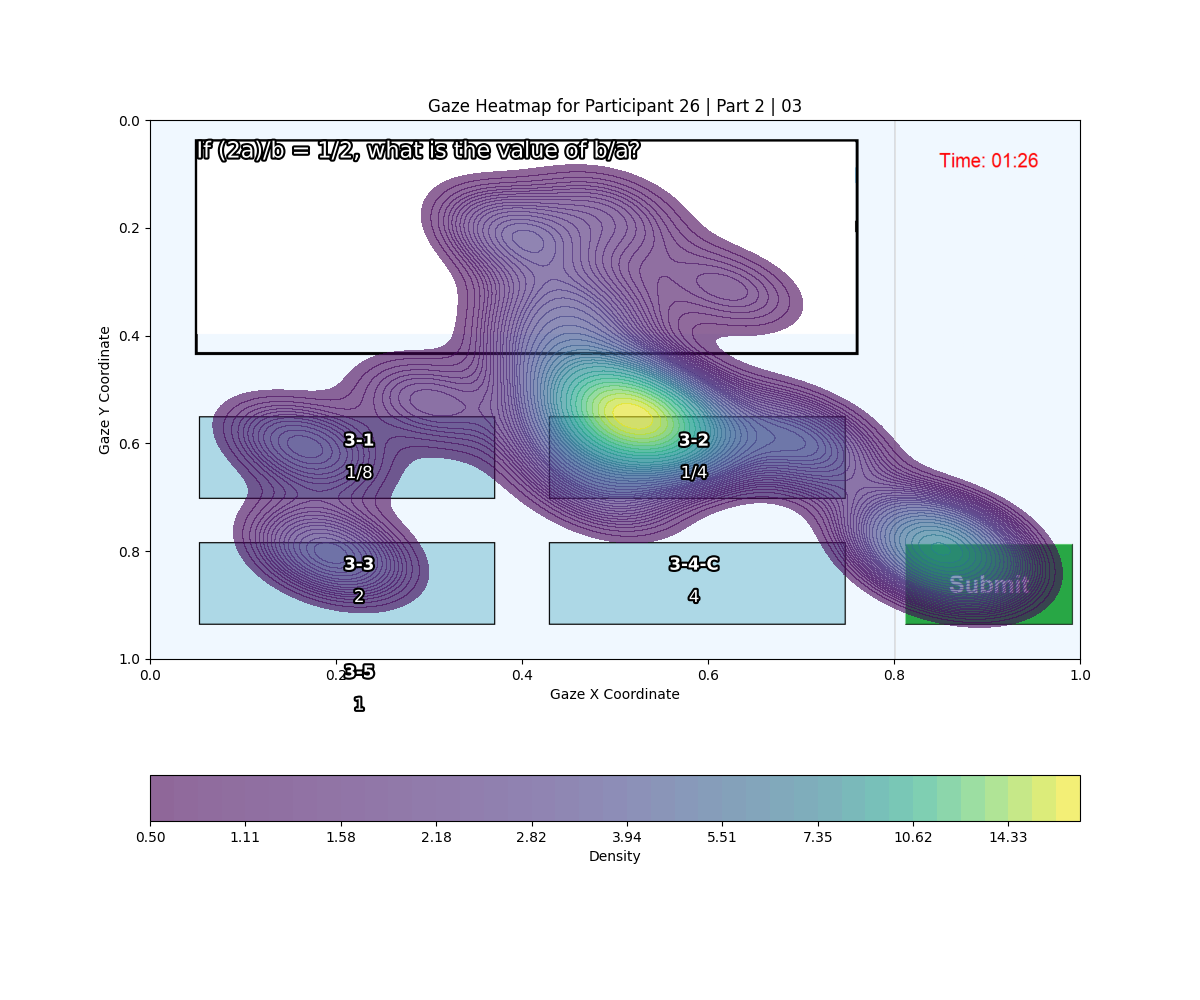 Gaze Heatmap for Participant 26 | Part 2 | 03
If (2a)/b = 1/2, what is the value of b/a?
Time: 01:26
0.0
0.2
0.4
0.6
0.8
1.0
Gaze Y Coordinate
3-1
1/8
3-2
1/4
3-3
2
3-4-C
4
Submit
0.0 0.2 0.4 0.6 0.8 1.0
Gaze X Coordinate
3-5
1
0.50 1.11 1.58 2.18 2.82 3.94 5.51 7.35 10.62 14.33
Density